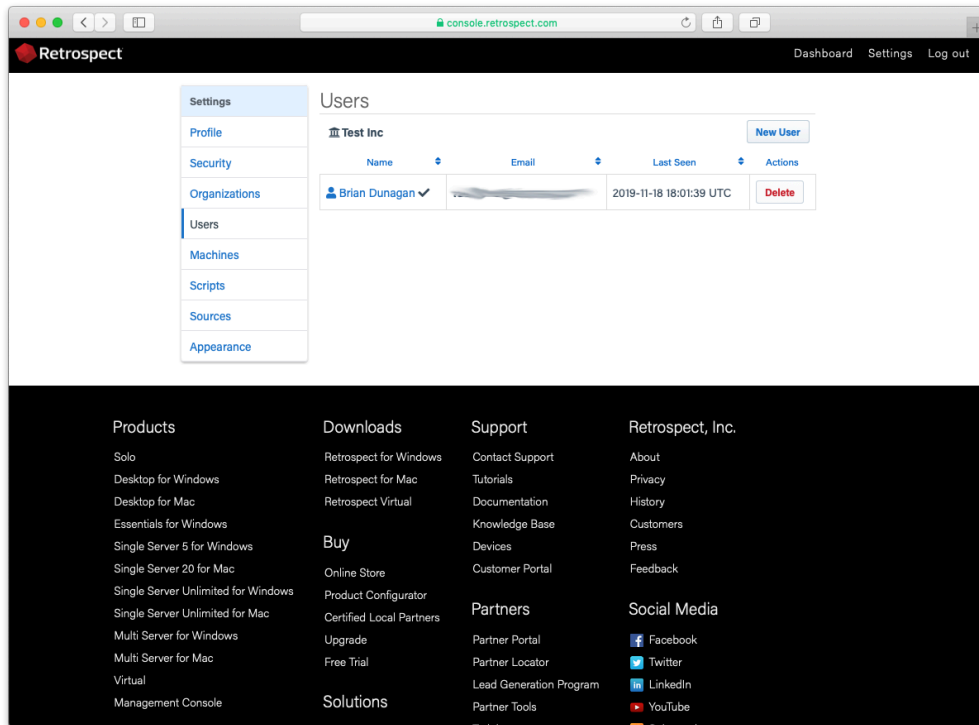 console.retrospect.com
Retrospect
Dashboard Settings Log out
Settings
Profile
Security
Organizations
Users
Machines
Scripts
Sources
Appearance
Users
Test Inc
New User
Name Email Last Seen Actions
Brian Dunagan 2019-11-18 18:01:39 UTC Delete
Products
Solo
Desktop for Windows
Desktop for Mac
Essentials for Windows
Single Server 5 for Windows
Single Server 20 for Mac
Single Server Unlimited for Windows
Single Server Unlimited for Mac
Multi Server for Windows
Multi Server for Mac
Virtual
Management Console
Downloads
Retrospect for Windows
Retrospect for Mac
Retrospect Virtual
Buy
Online Store
Product Configurator
Certified Local Partners
Upgrade
Free Trial
Solutions
Support
Contact Support
Tutorials
Documentation
Knowledge Base
Devices
Customer Portal
Partners
Partner Portal
Partner Locator
Lead Generation Program
Partner Tools
Retrospect, Inc.
About
Privacy
History
Customers
Press
Feedback
Social Media
Facebook
Twitter
LinkedIn
YouTube